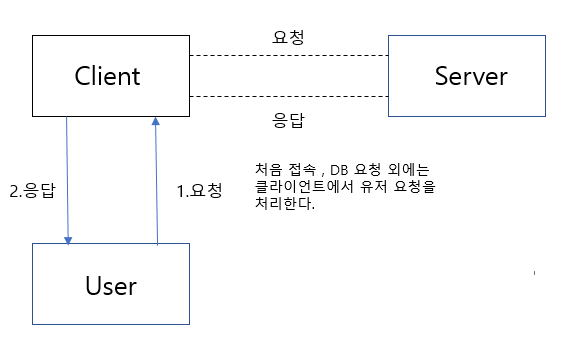 요청
Client
Server
응답
2.응답
1.요청
처음 접속 , DB 요청 외에는
클라이언트에서 유저 요청을
처리한다.
User